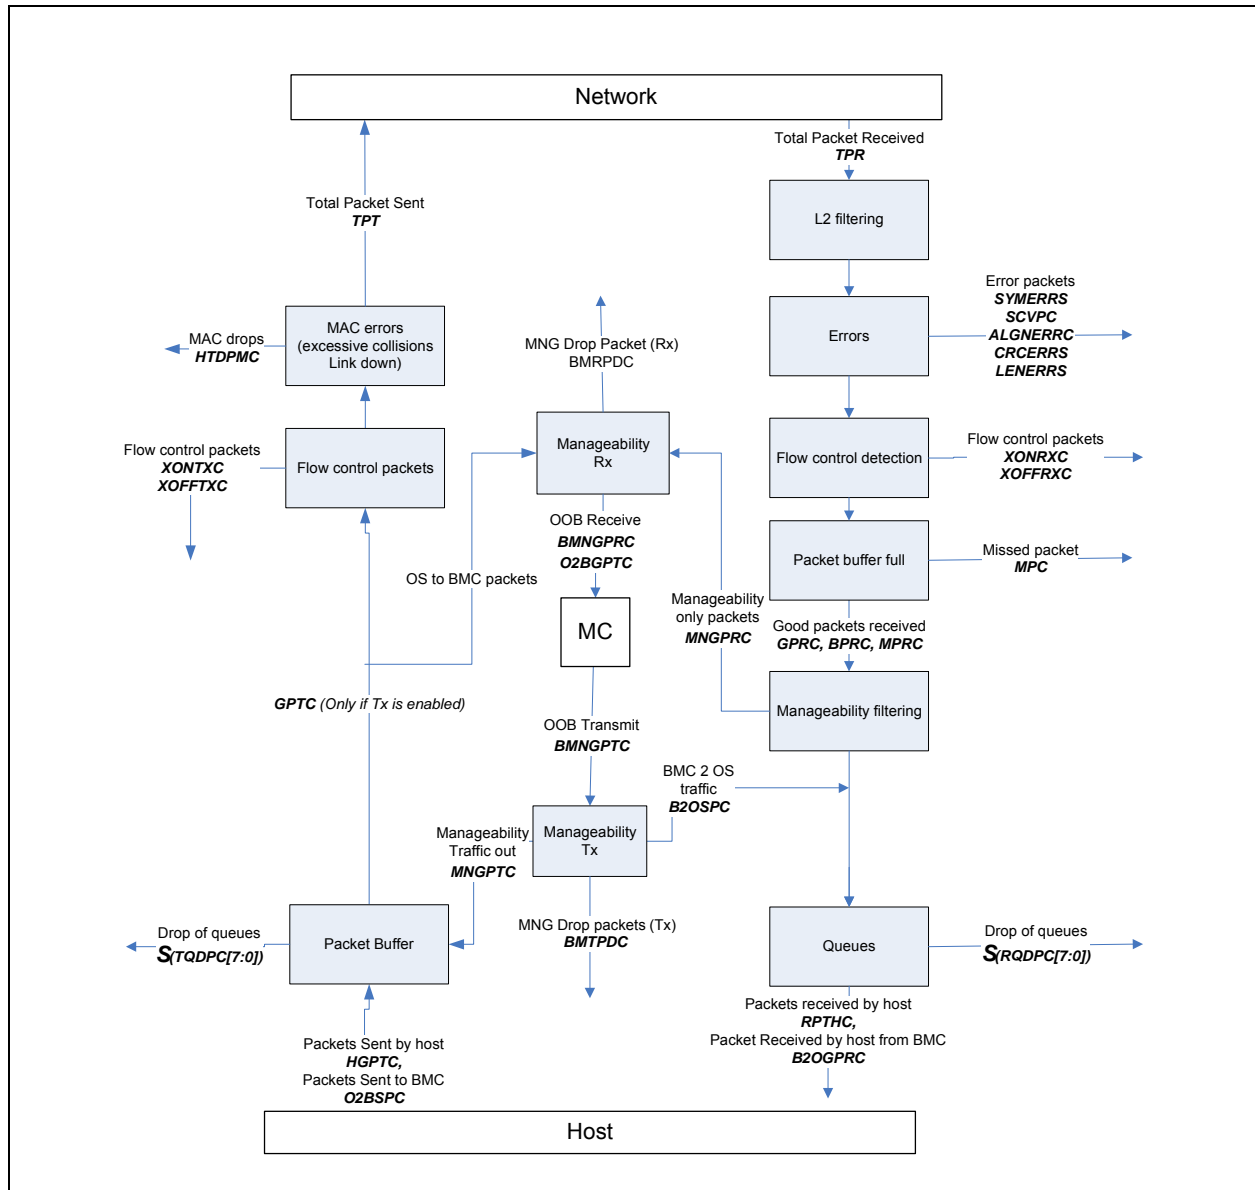 Network
Total Packet Received
TPR
L2 filtering
Total Packet Sent
TPT
Error packets
SYMERRS
SCVPC
ALGNERRC
CRCERRS
LENERRS
Errors
MAC errors
(excessive collisions
Link down)
MAC drops
HTDPMC
MNG Drop Packet (Rx)
BMRPDC
Flow control packets
XONTXC
XOFFTXC
Flow control packets
Manageability
Rx
Flow control detection
Flow control packets
XONRXC
XOFFRXC
OOB Receive
BMNGPRC
O2BGPTC
OS to BMC packets
Packet buffer full
Missed packet
MPC
Manageability
only packets
MNGPRC
Good packets received
GPRC, BPRC, MPRC
MC
Manageability filtering
GPTC (Only if Tx is enabled)
OOB Transmit
BMNGPTC
BMC 2 OS
traffic
B2OSPC
Manageability
Traffic out
MNGPTC
Manageability
Tx
MNG Drop packets (Tx)
BMTPDC
Drop of queues
S(TQDPC[7:0])
Packet Buffer
Queues
Drop of queues
S(RQDPC[7:0])
Packets received by host
RPTHC,
Packet Received by host from BMC
B2OGPRC
Packets Sent by host
HGPTC,
Packets Sent to BMC
O2BSPC
Host